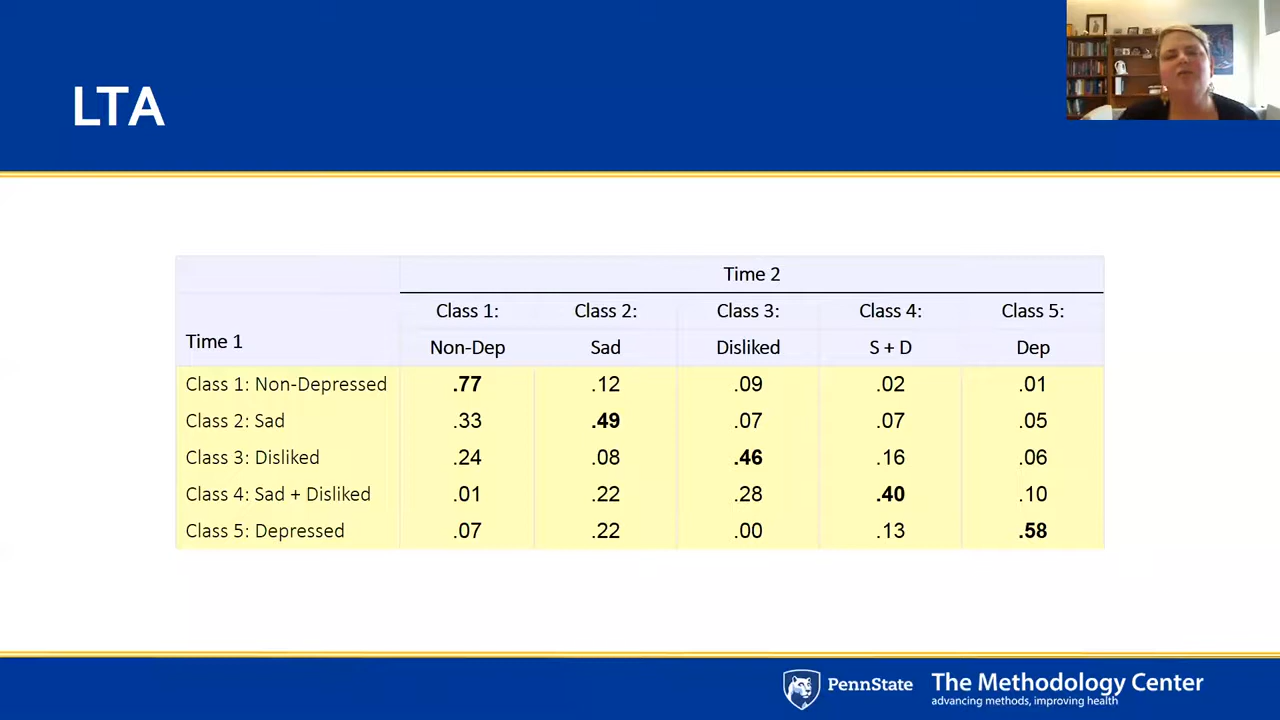 LTA
Time 2
Class 1: Class 2: Class 3: Class 4: Class 5:
Time 1
Non-Dep Sad Disliked S + D Dep
Class 1: Non-Depressed .77 .12 .09 .02 .01
Class 2: Sad .33 .49 .07 .07 .05
Class 3: Disliked .24 .08 .46 .16 .06
Class 4: Sad + Disliked .01 .22 .28 .40 .10
Class 5: Depressed .07 .22 .00 .13 .58
PennState The Methodology Center
advancing methods, improving health